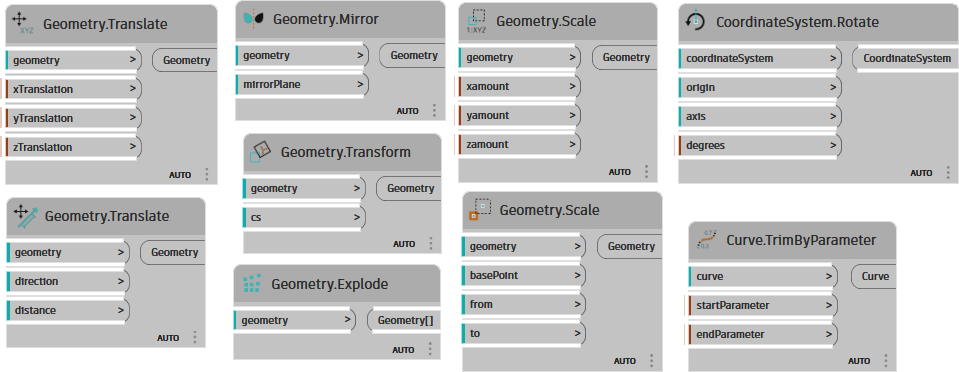 XYZ
Geometry.Translate
geometry > Geometry
xTranslation >
yTranslation >
zTranslation >
AUTO
Geometry.Translate
geometry > Geometry
direction >
distance >
AUTO
Geometry.Mirror
geometry > Geometry
mirrorPlane >
AUTO
Geometry.Transform
geometry > Geometry
cs >
AUTO
Geometry.Explode
geometry > Geometry[]
AUTO
1:XYZ
Geometry.Scale
geometry > Geometry
xamount >
yamount >
zamount >
AUTO
Geometry.Scale
geometry > Geometry
basePoint >
from >
to >
AUTO
CoordinateSystem.Rotate
coordinateSystem > CoordinateSystem
origin >
axis >
degrees >
AUTO
Curve.TrimByParameter
curve > Curve
startParameter >
endParameter >
AUTO